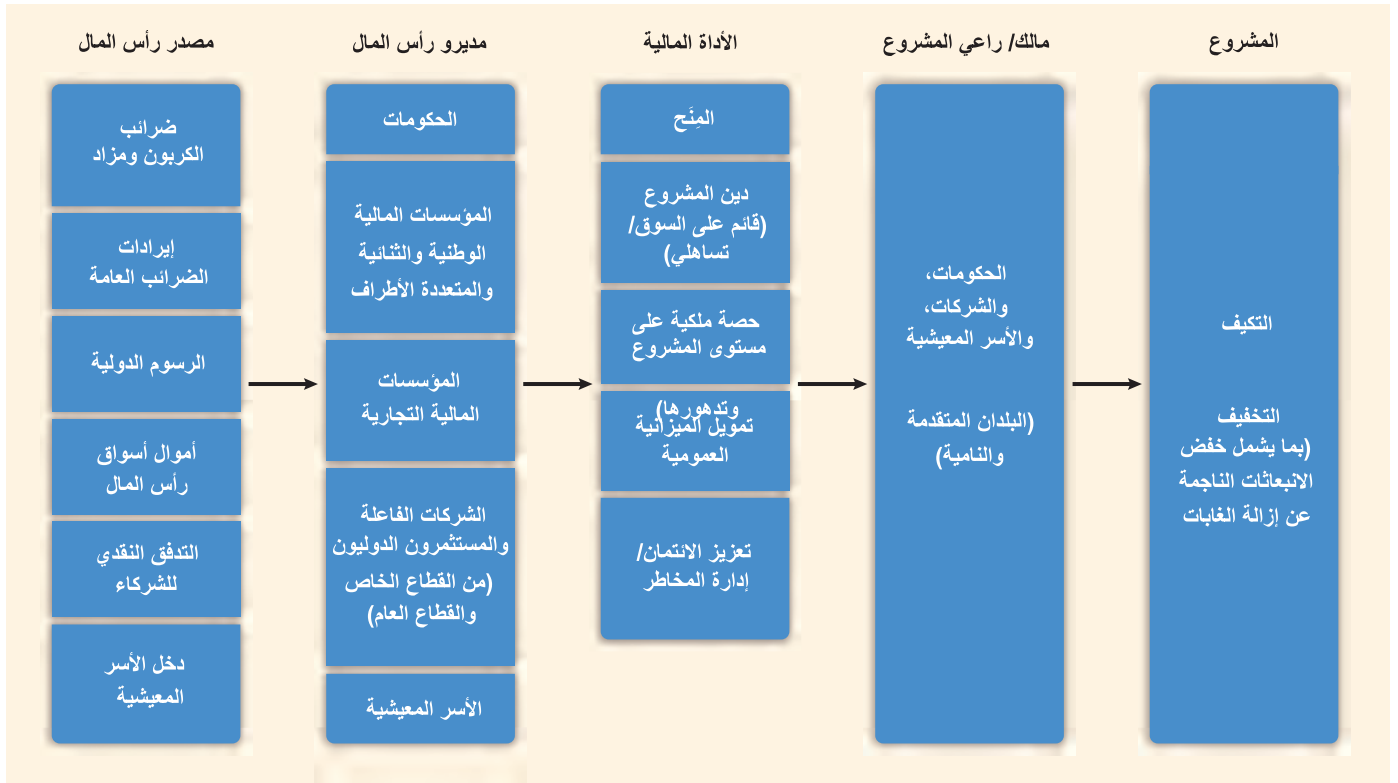 مصدر رأس المال
ضرائب
الكربون ومزاد
إيرادات
الضرائب العامة
الرسوم الدولية
أموال أسواق
رأس المال
التدفق النقدي
للشركاء
دخل الأسر
المعيشية
مديرو رأس المال
الحكومات
المؤسسات المالية
الوطنية والثنائية
والمتعددة الأطراف
المؤسسات
المالية التجارية
الشركات الفاعلة
والمستثمرون الدوليون
(من القطاع الخاص
والقطاع العام)
الأسر المعيشية
الأداة المالية
المِنَح
دين المشروع
(قائم على السوق/
تساهلي)
حصة ملكية على
مستوى المشروع
وتدهورها)
تمويل الميزانية
العمومية
تعزيز الائتمان/
إدارة المخاطر
مالك/ راعي المشروع
الحكومات،
والشركات،
والأسر المعيشية
(البلدان المتقدمة
والنامية)
المشروع
التكيف
التخفيف
(بما يشمل خفض
الانبعاثات الناجمة
عن إزالة الغابات